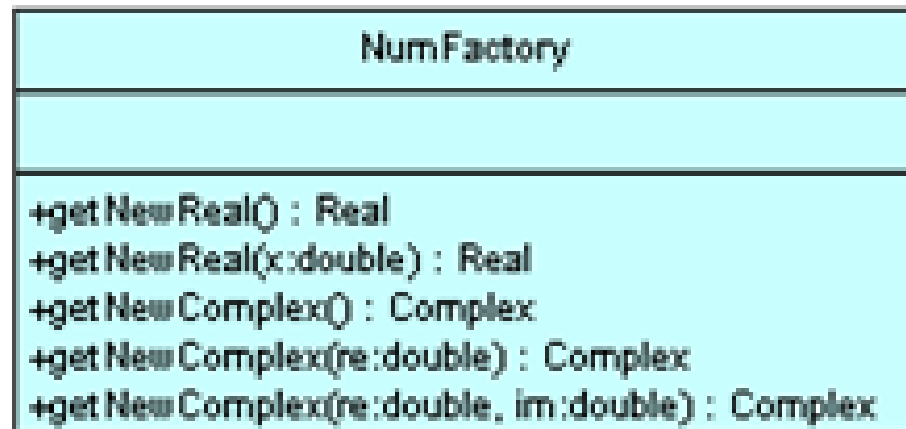 NumFactory
+getNewReal() : Real
+getNewReal(x:double) : Real
+getNewComplex() : Complex
+getNewComplex(re:double) : Complex
+getNewComplex(re:double, im:double) : Complex